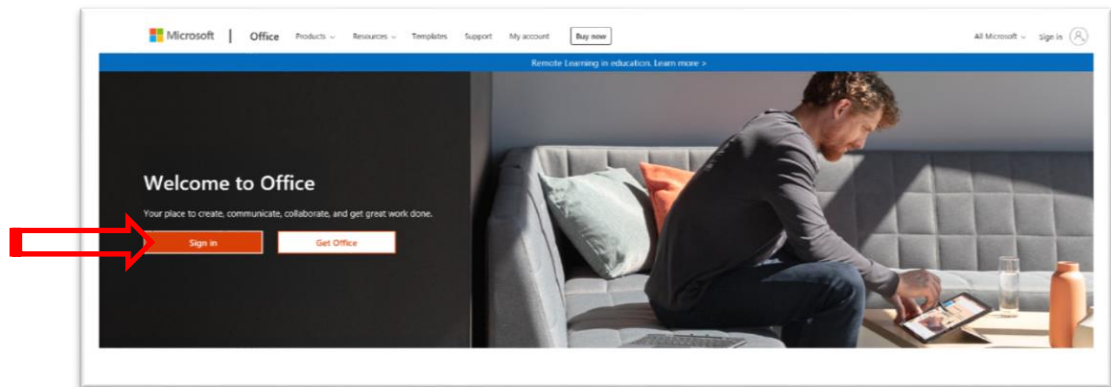 Microsoft | Office Products Resources Templates Support My account Buy now All Microsoft Sign in
Remote Learning in education. Learn more >
Welcome to Office
Your place to create, communicate, collaborate, and get great work done.
Sign in Get Office